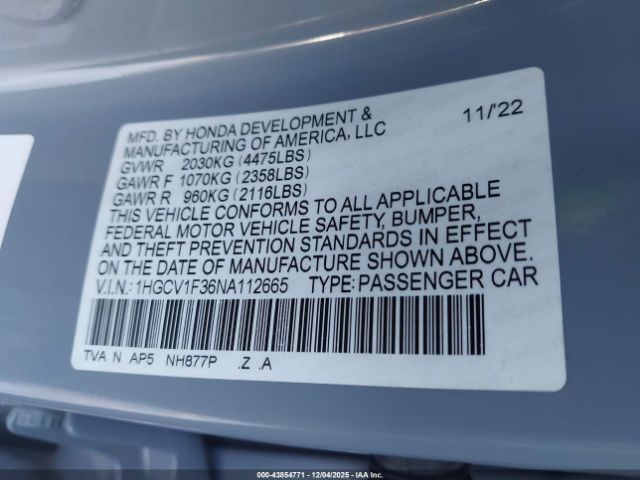 MFD. BY HONDA DEVELOPMENT & 11/'22
MANUFACTURING OF AMERICA, LLC
GVWR 2030KG (4475LBS)
GAWR F 1070KG (2358LBS)
GAWR R 960KG (2116LBS)
THIS VEHICLE CONFORMS TO ALL APPLICABLE
FEDERAL MOTOR VEHICLE SAFETY, BUMPER,
AND THEFT PREVENTION STANDARDS IN EFFECT
ON THE DATE OF MANUFACTURE SHOWN ABOVE.
V.I.N.: 1HGCV1F36NA112665 TYPE: PASSENGER CAR
TVA N AP5 NH877P .Z .A
00-43854771 - 12/04/2025 - IAA Inc.